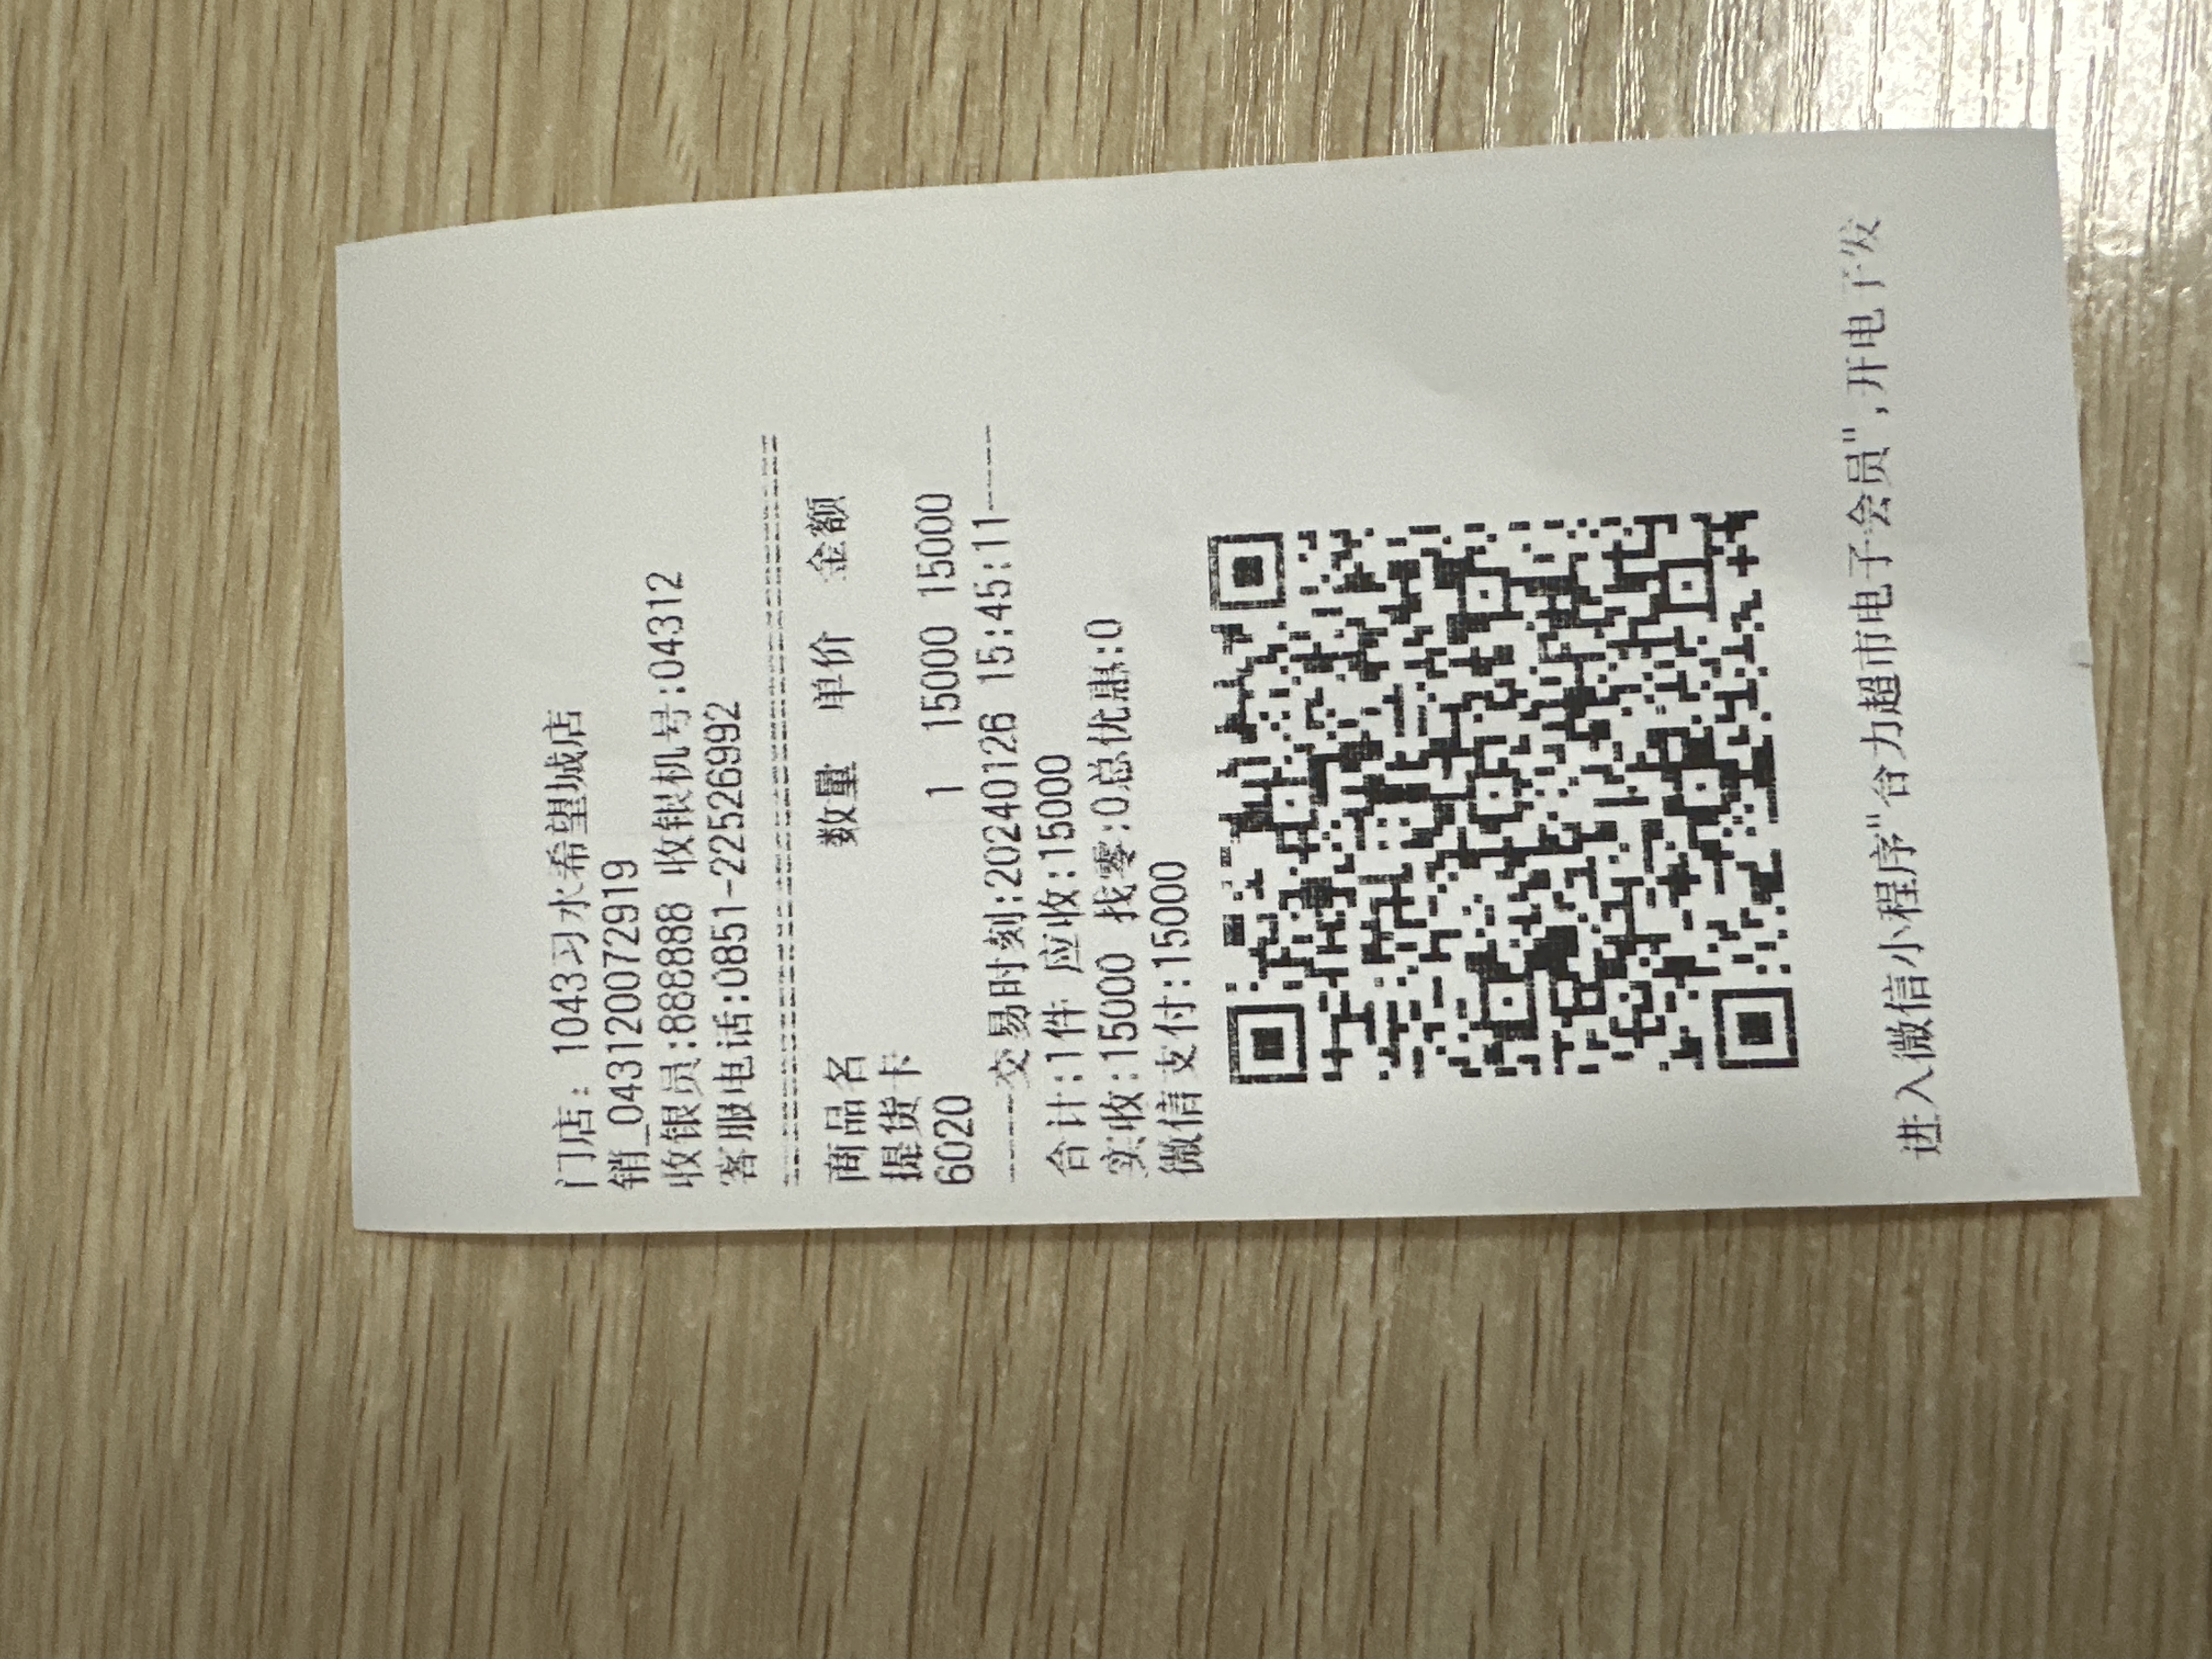 门店: 1043习水希望城店
销_0431200729​19
收银员:888888 收银机号:04312
客服电话:0851-22526992
商品名 数量 单价 金额
提货卡
6020 1 15000 15000
-----交易时刻:20240126 15:45:11-----
合计:1件 应收:15000
实收:15000 找零:0总优惠:0
微信支付:15000
进入微信小程序"合力超市电子会员",开电子发